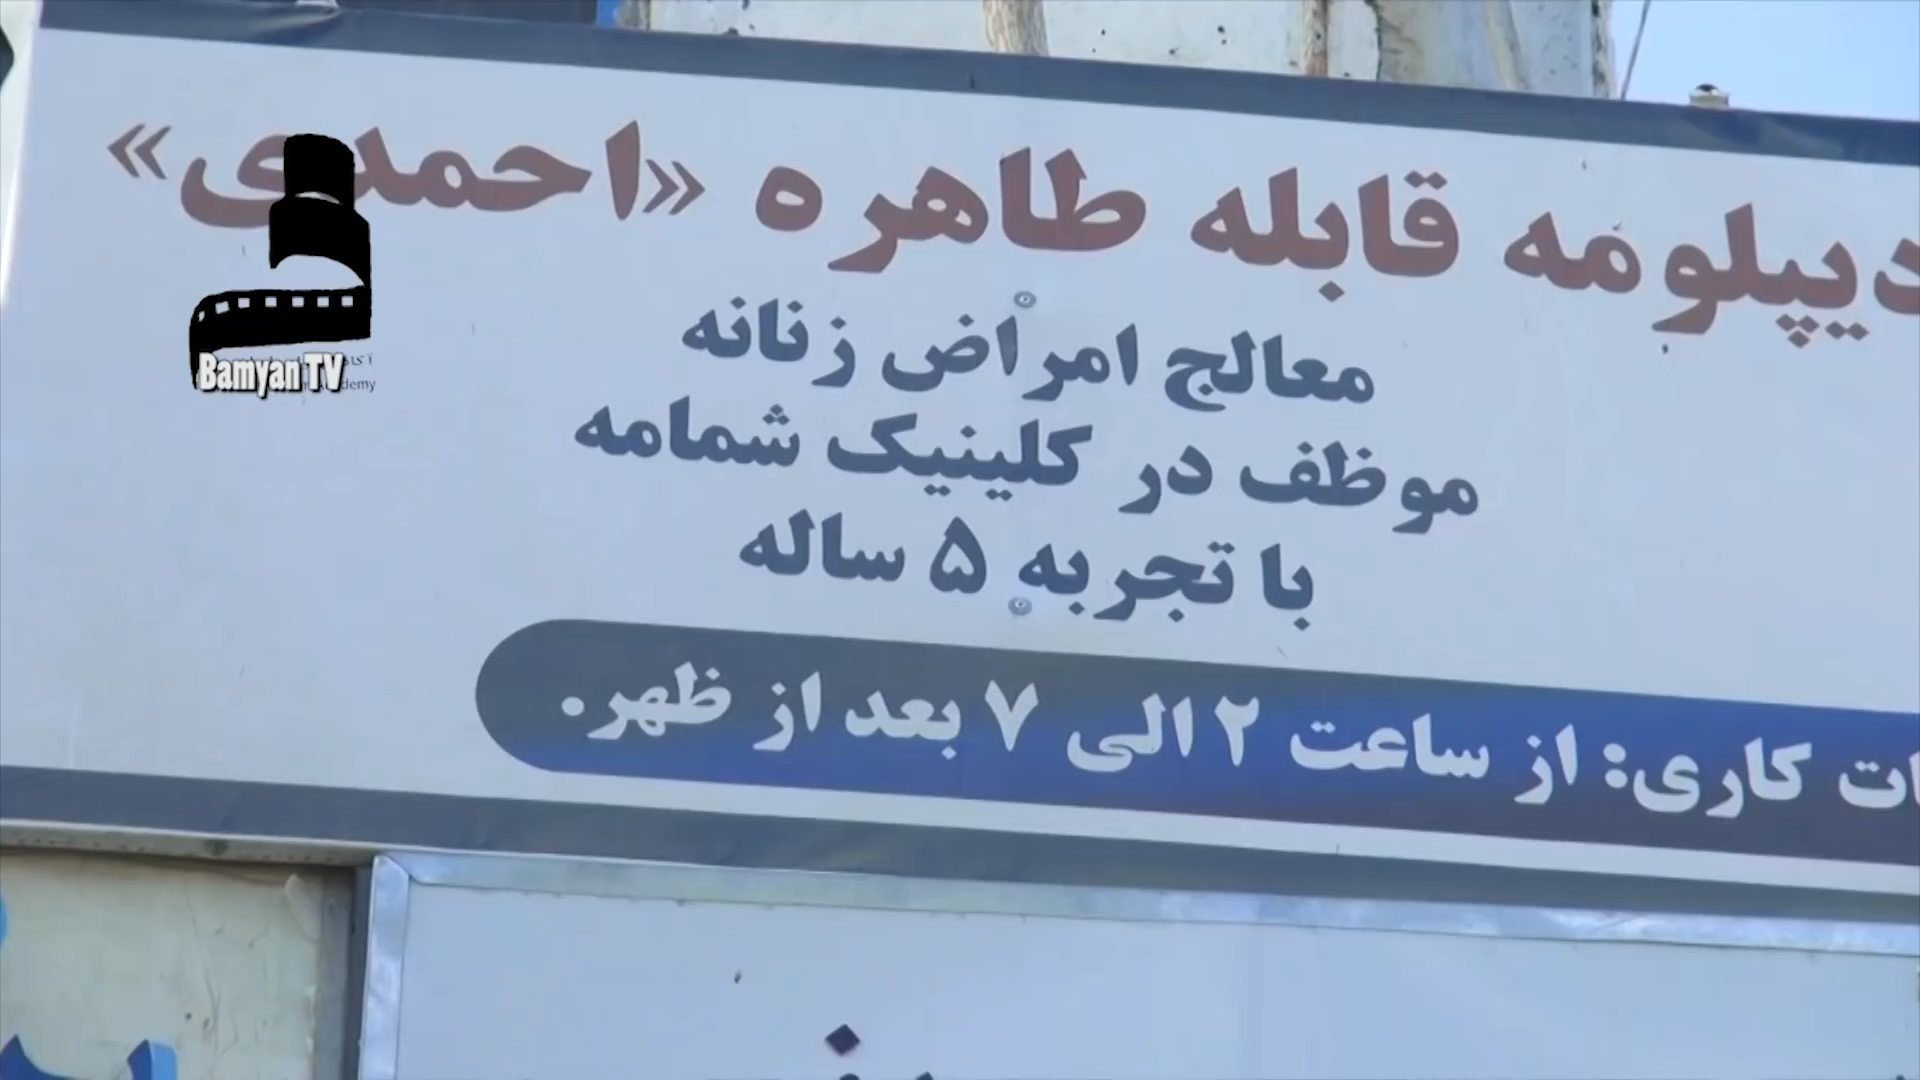 دیپلومه قابله طاهره «احمدی»
معالج امراض زنانه
موظف در کلینیک شمامه
با تجربه ۵ ساله
کاری: از ساعت ۲ الی ۷ بعد از ظهر.
Bamyan TV